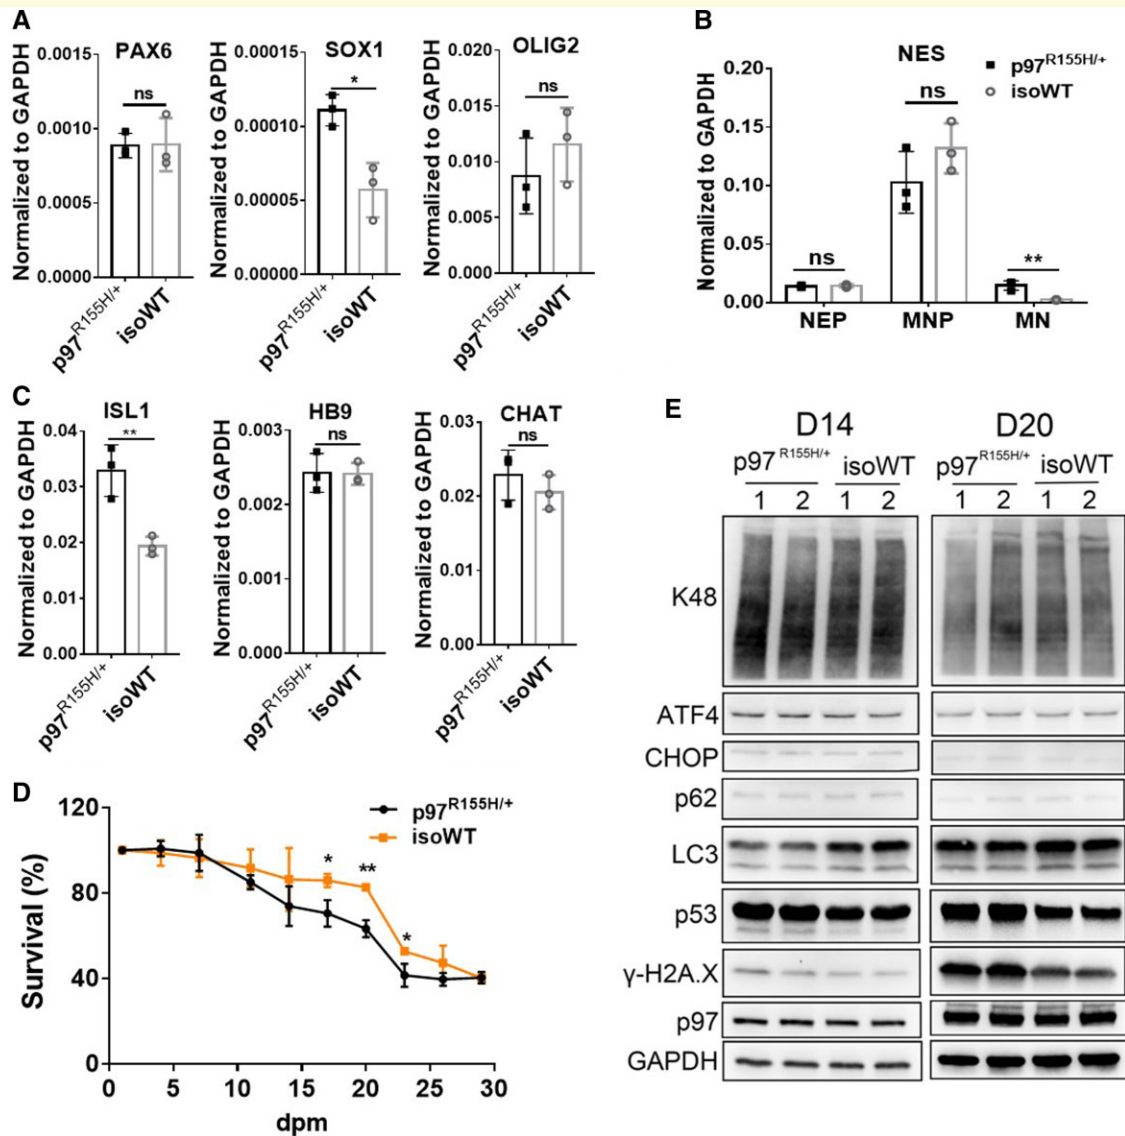 A
PAX6
Normalized to GAPDH
0.0015
0.0010
0.0005
0.0000
ns
p97R155H/+
isoWT
SOX1
Normalized to GAPDH
0.00015
0.00010
0.00005
0.00000
*
p97R155H/+
isoWT
OLIG2
Normalized to GAPDH
0.020
0.015
0.010
0.005
0.000
ns
p97R155H/+
isoWT
B
NES
p97R155H/+
isoWT
Normalized to GAPDH
0.20
0.15
0.10
0.05
0.00
ns
ns
**
NEP MNP MN
C
ISL1
Normalized to GAPDH
0.04
0.03
0.02
0.01
0.00
**
p97R155H/+
isoWT
HB9
Normalized to GAPDH
0.003
0.002
0.001
0.000
ns
p97R155H/+
isoWT
CHAT
Normalized to GAPDH
0.03
0.02
0.01
0.00
ns
p97R155H/+
isoWT
D
p97R155H/+
isoWT
Survival (%)
120
80
40
0
*
**
*
0 5 10 15 20 25 30
dpm
E
D14 D20
p97R155H/+ isoWT p97R155H/+ isoWT
1 2 1 2 1 2 1 2
K48
ATF4
CHOP
p62
LC3
p53
γ-H2A.X
p97
GAPDH